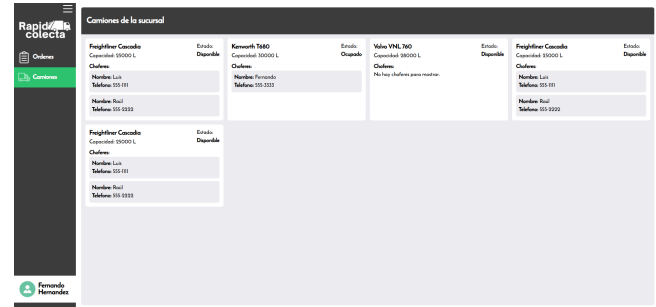 Rapidcolecta
Ordenes
Camiones
Fernando
Hernandez
Camiones de la sucursal
Freightliner Cascadia
Estado:
Capacidad: 25000 L
Disponible
Choferes:
Nombre: Luis
Telefono: 555-1111
Nombre: Raúl
Telefono: 555-2222
Kenworth T680
Estado:
Capacidad: 30000 L
Ocupado
Choferes:
Nombre: Fernando
Telefono: 555-3333
Volvo VNL 760
Estado:
Capacidad: 28000 L
Disponible
Choferes:
No hay choferes para mostrar.
Freightliner Cascadia
Estado:
Capacidad: 25000 L
Disponible
Choferes:
Nombre: Luis
Telefono: 555-1111
Nombre: Raúl
Telefono: 555-2222
Freightliner Cascadia
Estado:
Capacidad: 25000 L
Disponible
Choferes:
Nombre: Luis
Telefono: 555-1111
Nombre: Raúl
Telefono: 555-2222